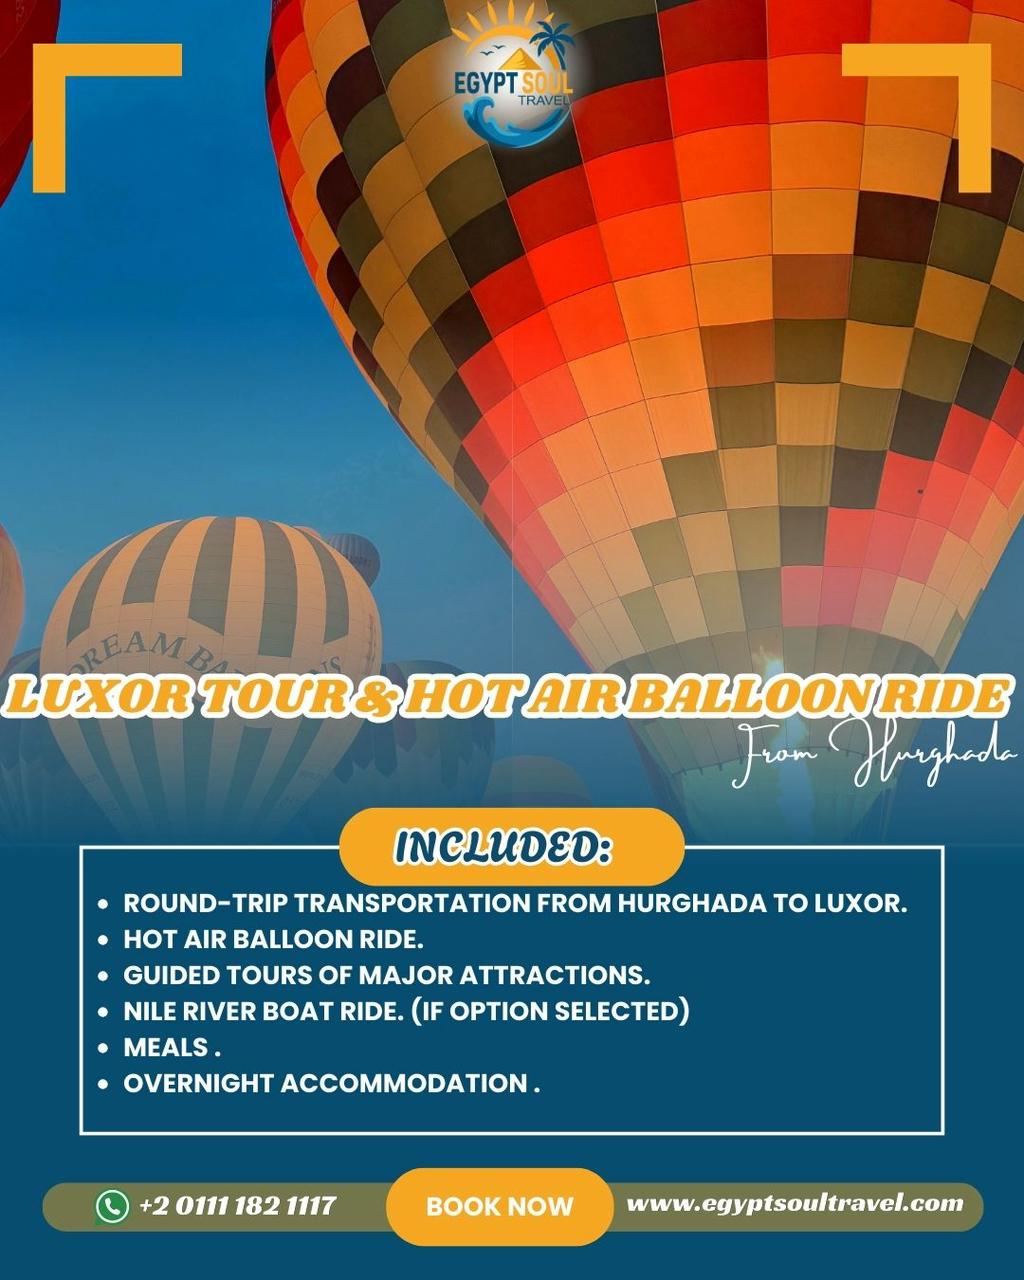 EGYPT SOUL
TRAVEL
DREAM BALLOONS
LUXOR TOUR & HOT AIR BALLOON RIDE
From Hurghada
INCLUDED:
• ROUND-TRIP TRANSPORTATION FROM HURGHADA TO LUXOR.
• HOT AIR BALLOON RIDE.
• GUIDED TOURS OF MAJOR ATTRACTIONS.
• NILE RIVER BOAT RIDE. (IF OPTION SELECTED)
• MEALS .
• OVERNIGHT ACCOMMODATION .
+2 0111 182 1117
BOOK NOW
www.egyptsoultravel.com